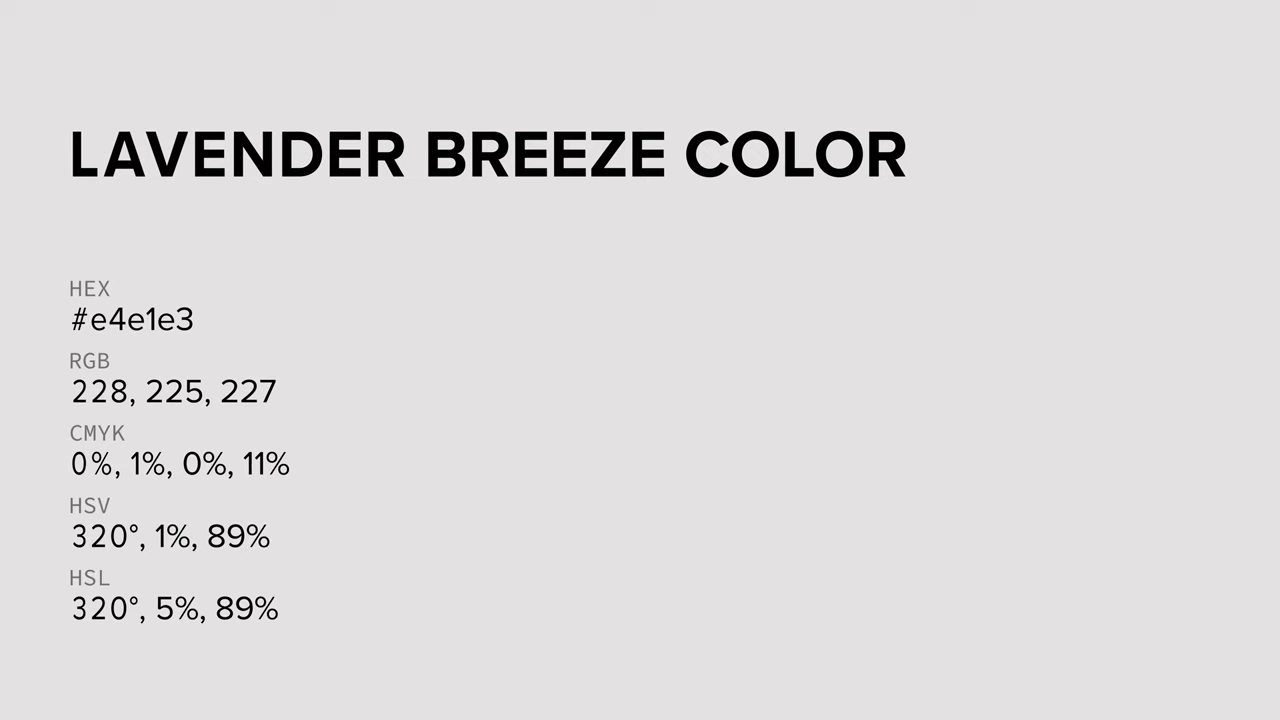 LAVENDER BREEZE COLOR
HEX
#e4e1e3
RGB
228, 225, 227
CMYK
0%, 1%, 0%, 11%
HSV
320°, 1%, 89%
HSL
320°, 5%, 89%